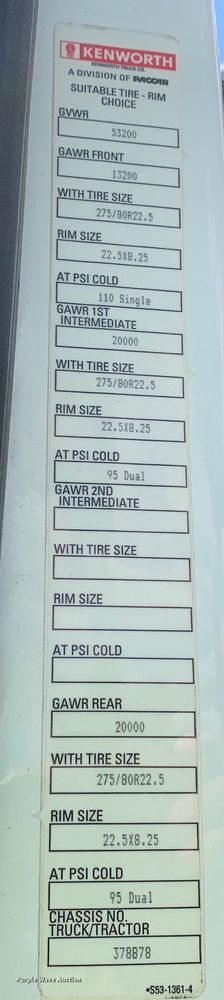 KENWORTH
KENWORTH TRUCK CO.
A DIVISION OF PACCAR
SUITABLE TIRE - RIM
CHOICE
GVWR
53200
GAWR FRONT
13200
WITH TIRE SIZE
275/80R22.5
RIM SIZE
22.5X8.25
AT PSI COLD
110 Single
GAWR 1ST
INTERMEDIATE
20000
WITH TIRE SIZE
275/80R22.5
RIM SIZE
22.5X8.25
AT PSI COLD
95 Dual
GAWR 2ND
INTERMEDIATE
WITH TIRE SIZE
RIM SIZE
AT PSI COLD
GAWR REAR
20000
WITH TIRE SIZE
275/80R22.5
RIM SIZE
22.5X8.25
AT PSI COLD
95 Dual
CHASSIS NO.
TRUCK/TRACTOR
378878
•S53-1361-4
Purple Wave Auction